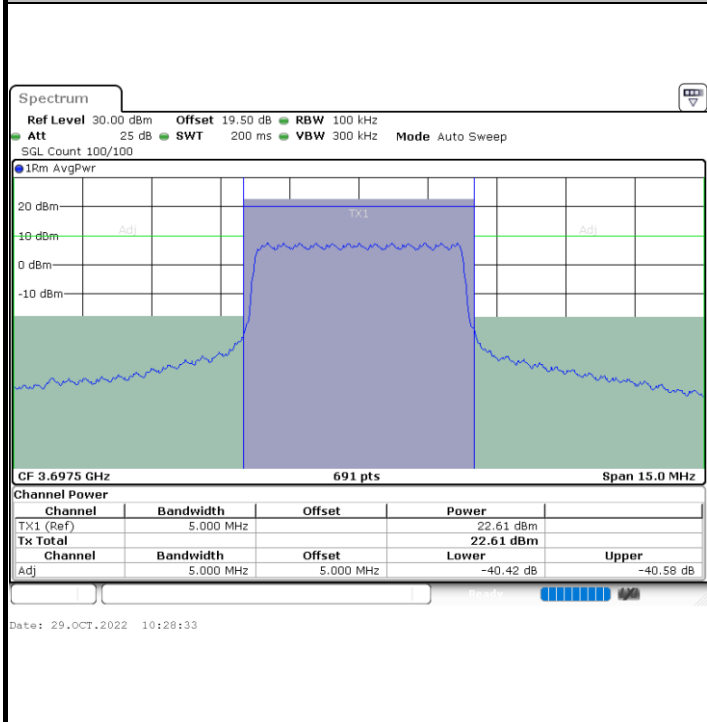 Spectrum
Ref Level 30.00 dBm Offset 19.50 dB RBW 100 kHz
Att 25 dB SWT 200 ms VBW 300 kHz Mode Auto Sweep
SGL Count 100/100
1Rm AvgPwr
20 dBm
TX1
10 dBm Adj Adj
0 dBm
-10 dBm
CF 3.6975 GHz 691 pts Span 15.0 MHz
Channel Power
Channel Bandwidth Offset Power
TX1 (Ref) 5.000 MHz 22.61 dBm
Tx Total 22.61 dBm
Channel Bandwidth Offset Lower Upper
Adj 5.000 MHz 5.000 MHz -40.42 dB -40.58 dB
Ready
Date: 29.OCT.2022 10:28:33